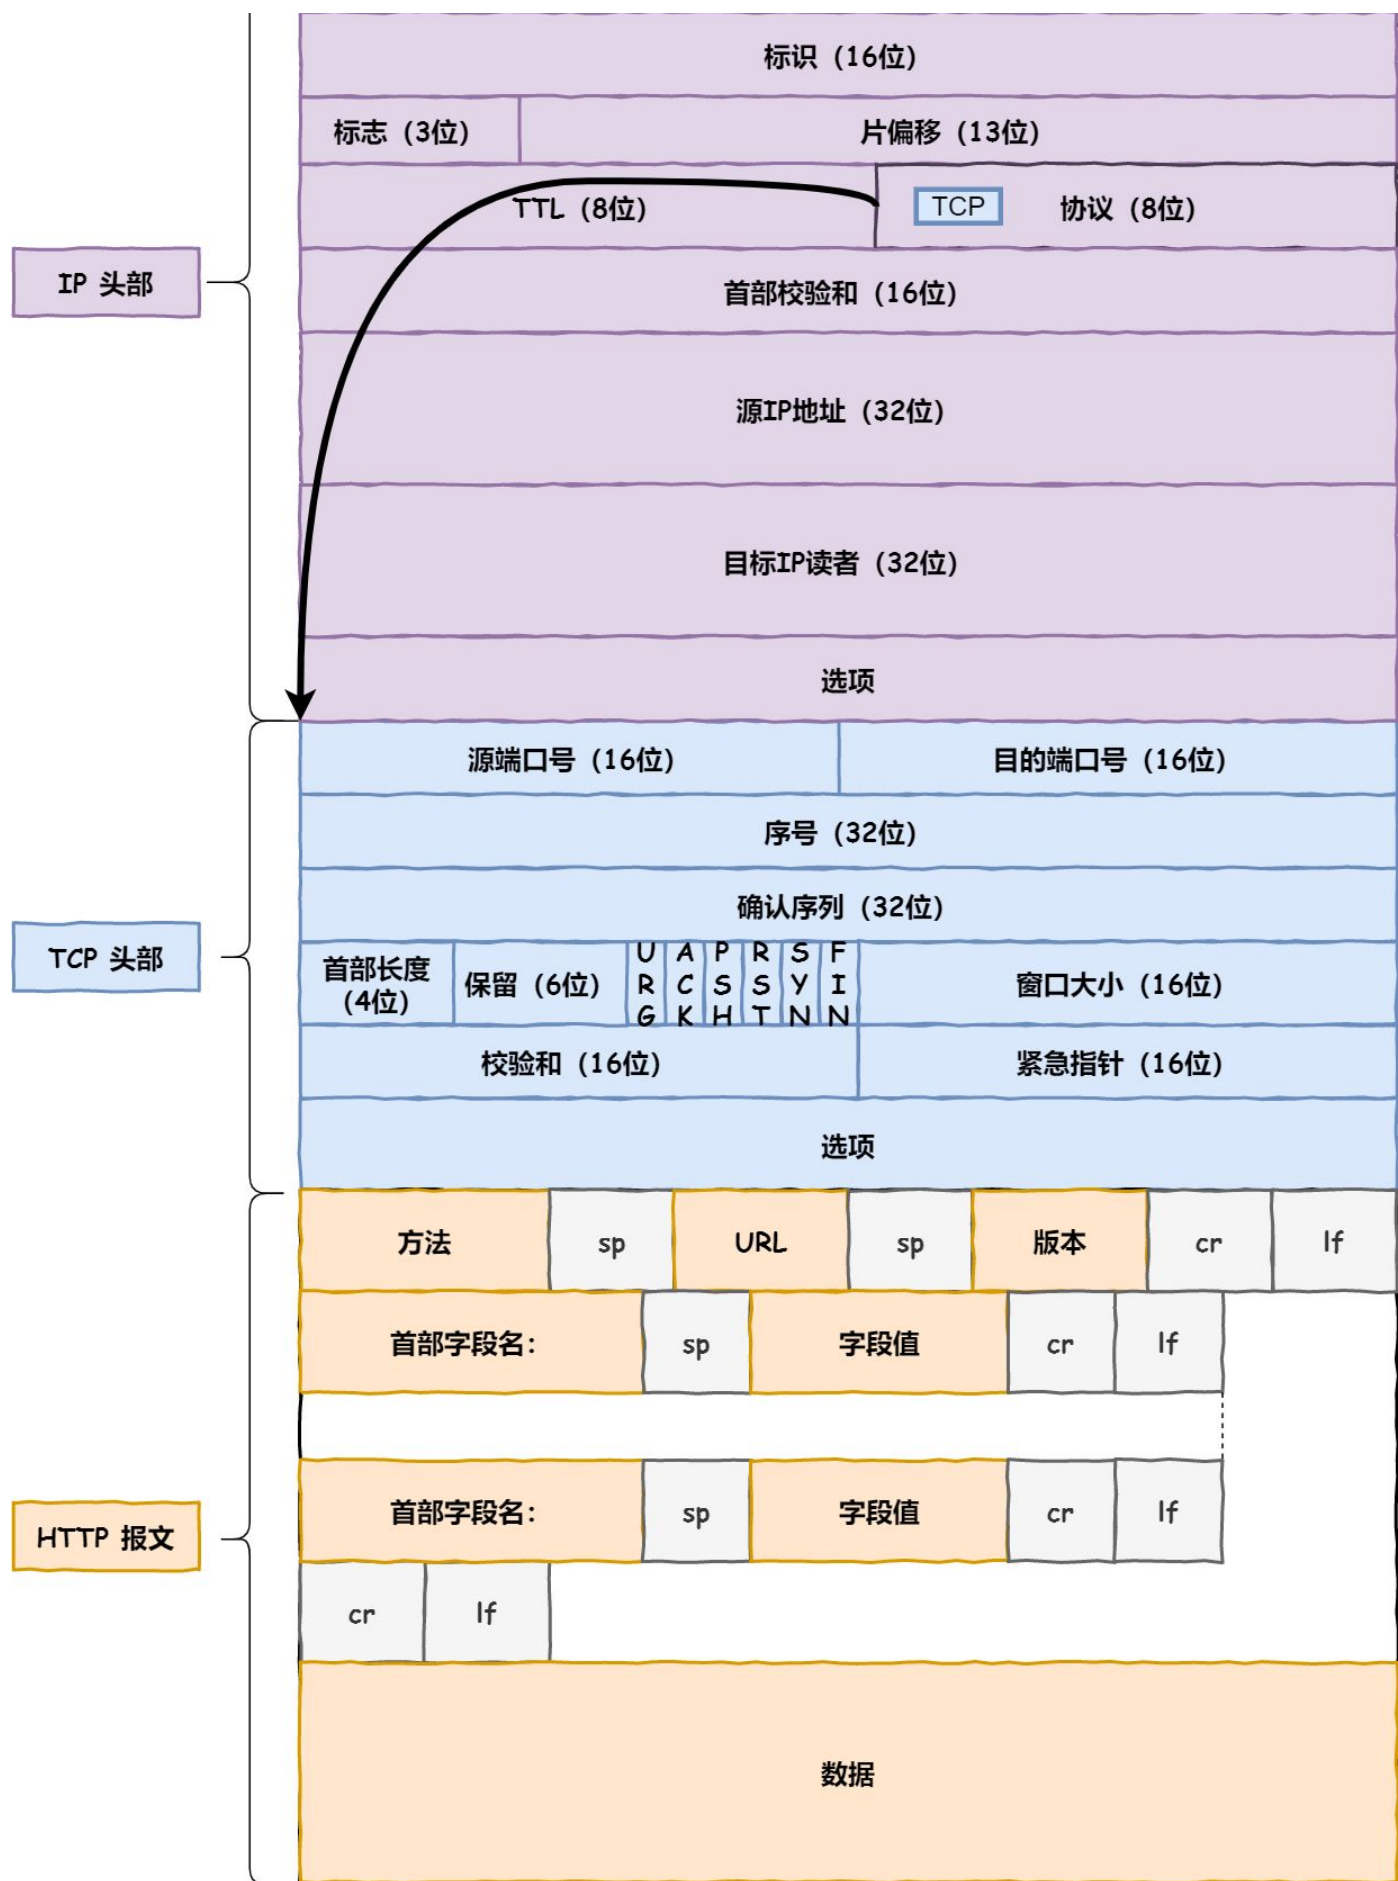 标识（16位）
标志（3位） 片偏移（13位）
TTL（8位） TCP 协议（8位）
IP 头部
首部校验和（16位）
源IP地址（32位）
目标IP读者（32位）
选项
源端口号（16位） 目的端口号（16位）
序号（32位）
确认序列（32位）
TCP 头部
首部长度（4位） 保留（6位） URG ACK PSH RST SYN FIN 窗口大小（16位）
校验和（16位） 紧急指针（16位）
选项
方法 sp URL sp 版本 cr lf
首部字段名： sp 字段值 cr lf
首部字段名： sp 字段值 cr lf
HTTP 报文
cr lf
数据